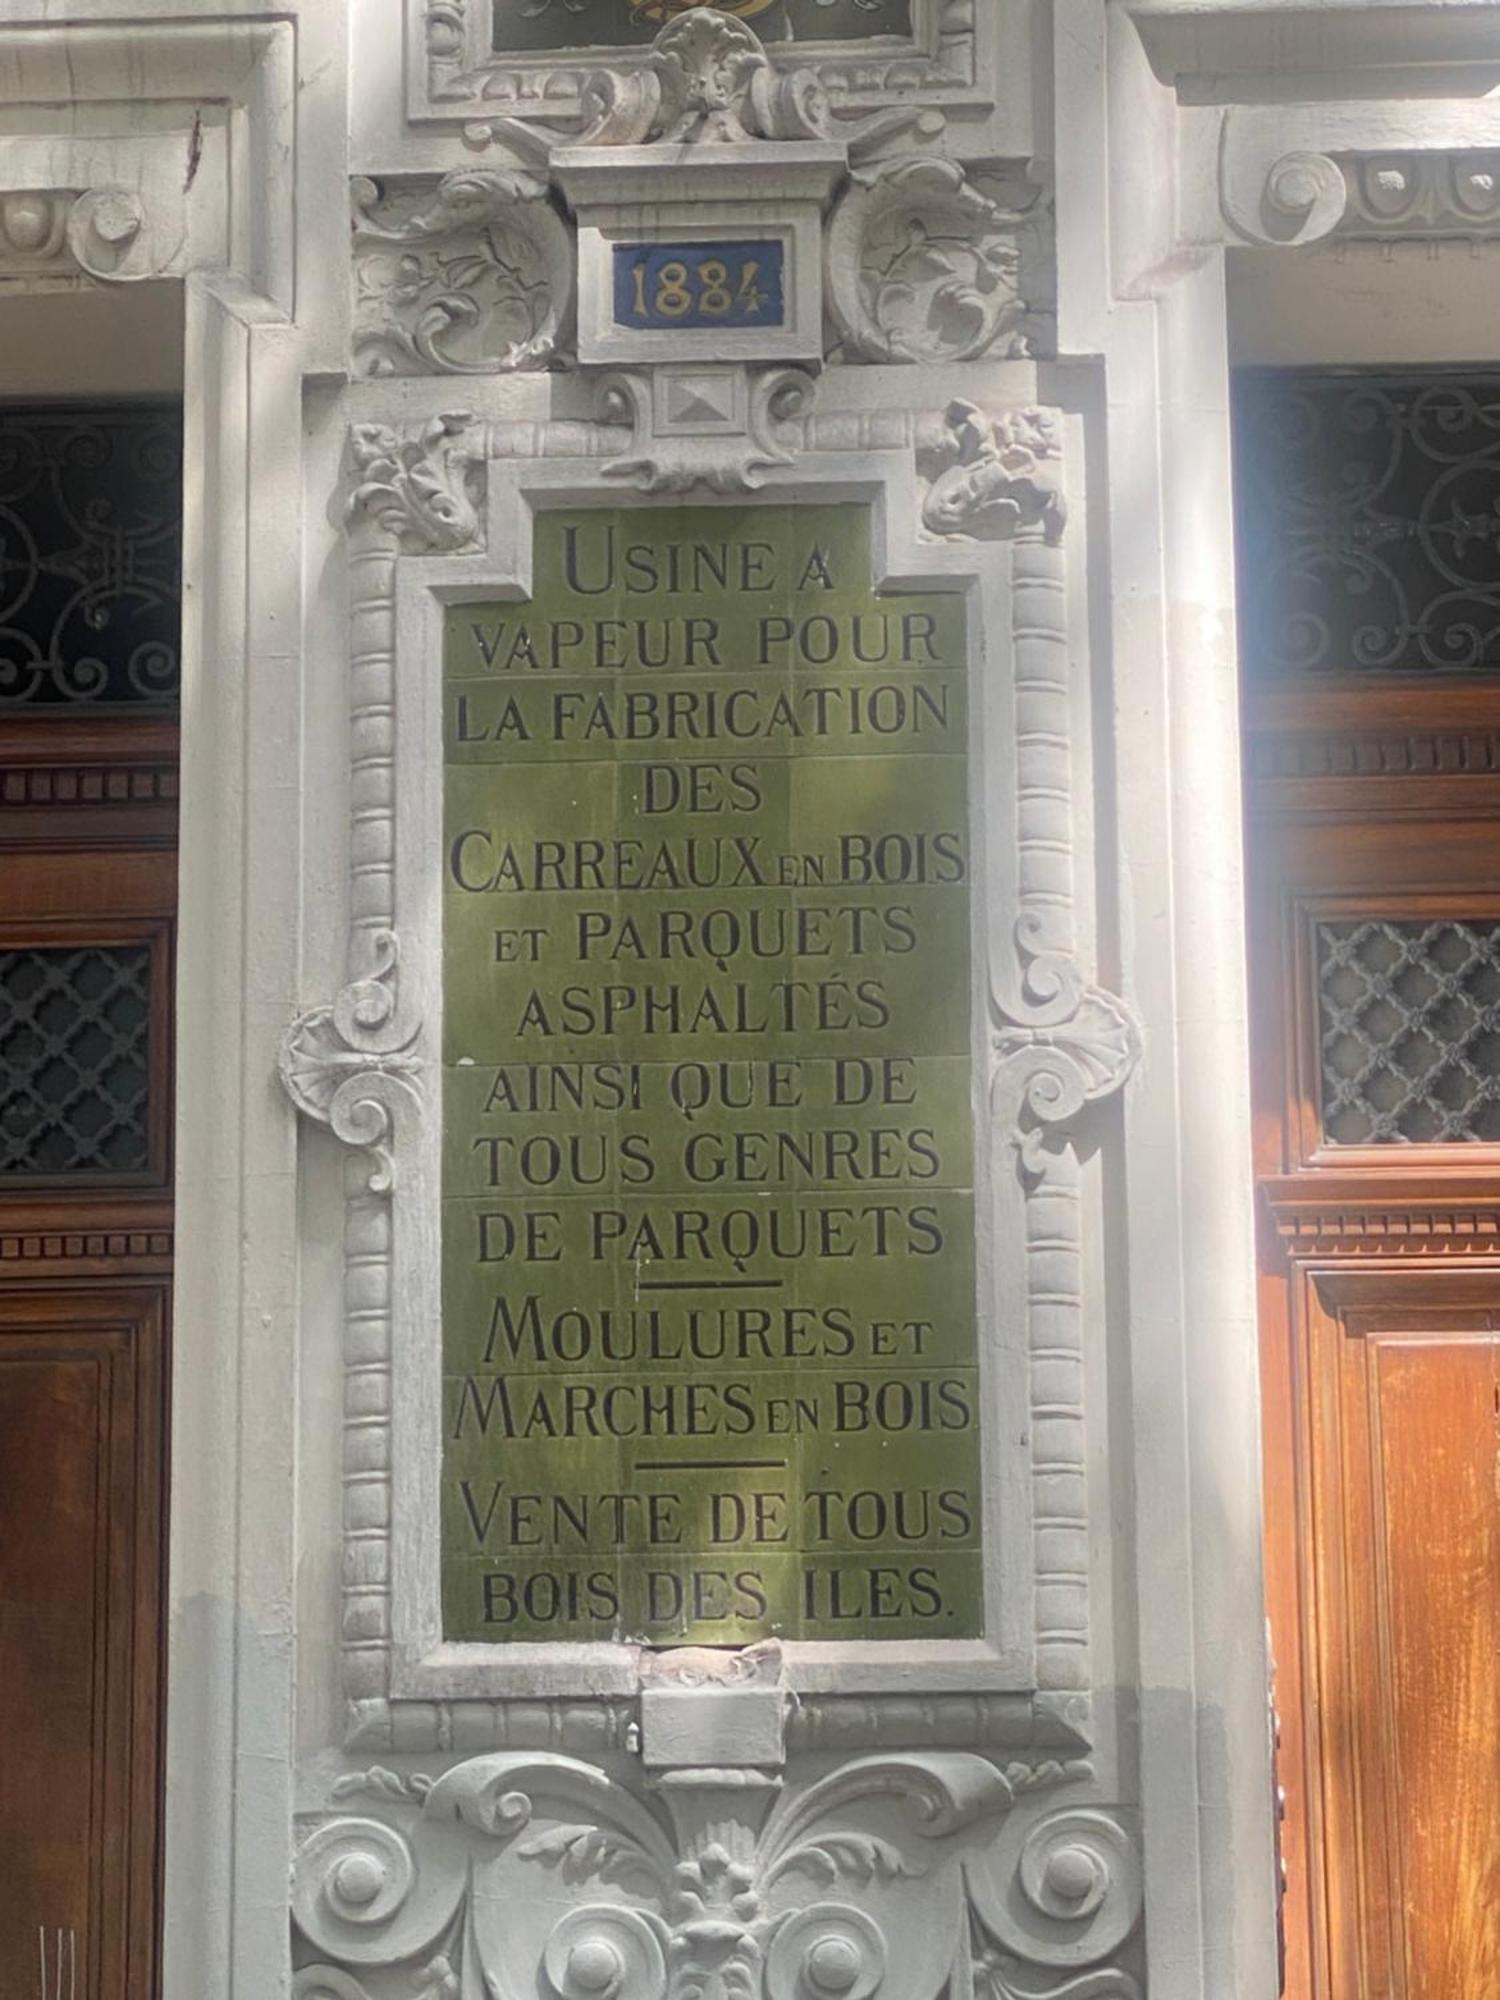 1884
USINE A
VAPEUR POUR
LA FABRICATION
DES
CARREAUX EN BOIS
ET PARQUETS
ASPHALTÉS
AINSI QUE DE
TOUS GENRES
DE PARQUETS
MOULURES ET
MARCHES EN BOIS
VENTE DE TOUS
BOIS DES ILES.